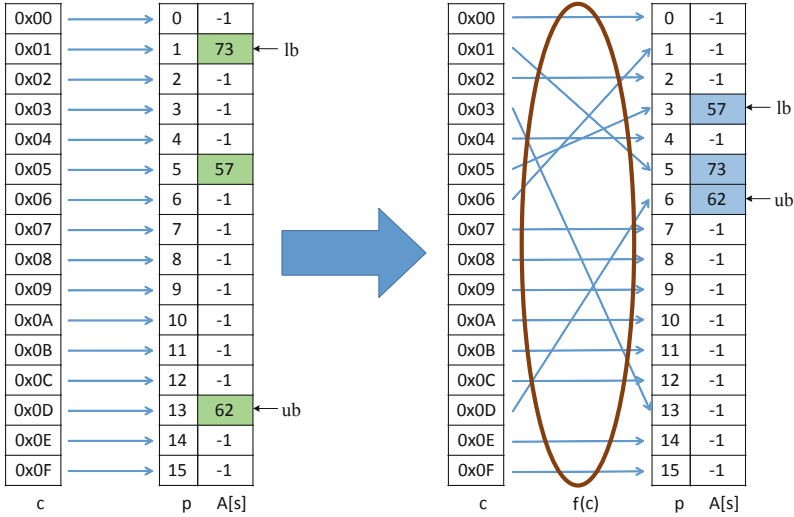 0x00 0 -1 0x00 0 -1
0x01 1 73 lb 0x01 1 -1
0x02 2 -1 0x02 2 -1
0x03 3 -1 0x03 3 57 lb
0x04 4 -1 0x04 4 -1
0x05 5 57 0x05 5 73
0x06 6 -1 0x06 6 62 ub
0x07 7 -1 0x07 7 -1
0x08 8 -1 0x08 8 -1
0x09 9 -1 0x09 9 -1
0x0A 10 -1 0x0A 10 -1
0x0B 11 -1 0x0B 11 -1
0x0C 12 -1 0x0C 12 -1
0x0D 13 62 ub 0x0D 13 -1
0x0E 14 -1 0x0E 14 -1
0x0F 15 -1 0x0F 15 -1
c p A[s] c f(c) p A[s]